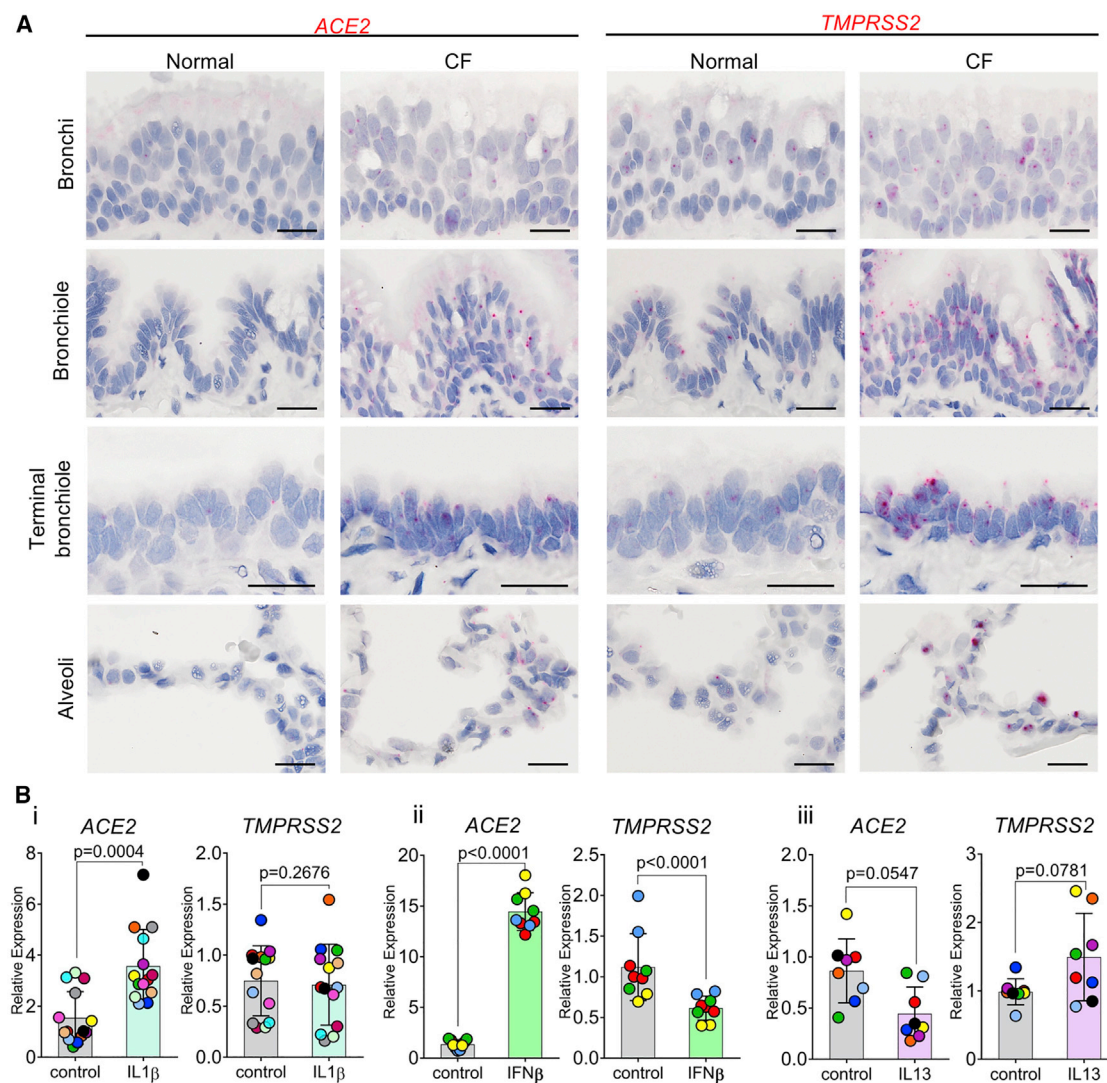 A
ACE2
TMPRSS2
Normal
CF
Normal
CF
Bronchi
Bronchiole
Terminal
bronchiole
Alveoli
B
i
ACE2
TMPRSS2
p=0.0004
p=0.2676
Relative Expression
8
6
4
2
0
control
IL1β
Relative Expression
2.0
1.5
1.0
0.5
0.0
control
IL1β
ii
ACE2
TMPRSS2
p<0.0001
p<0.0001
Relative Expression
20
15
10
5
0
control
IFNβ
Relative Expression
2.5
2.0
1.5
1.0
0.5
0.0
control
IFNβ
iii
ACE2
TMPRSS2
p=0.0547
p=0.0781
Relative Expression
2.0
1.5
1.0
0.5
0.0
control
IL13
Relative Expression
3
2
1
0
control
IL13